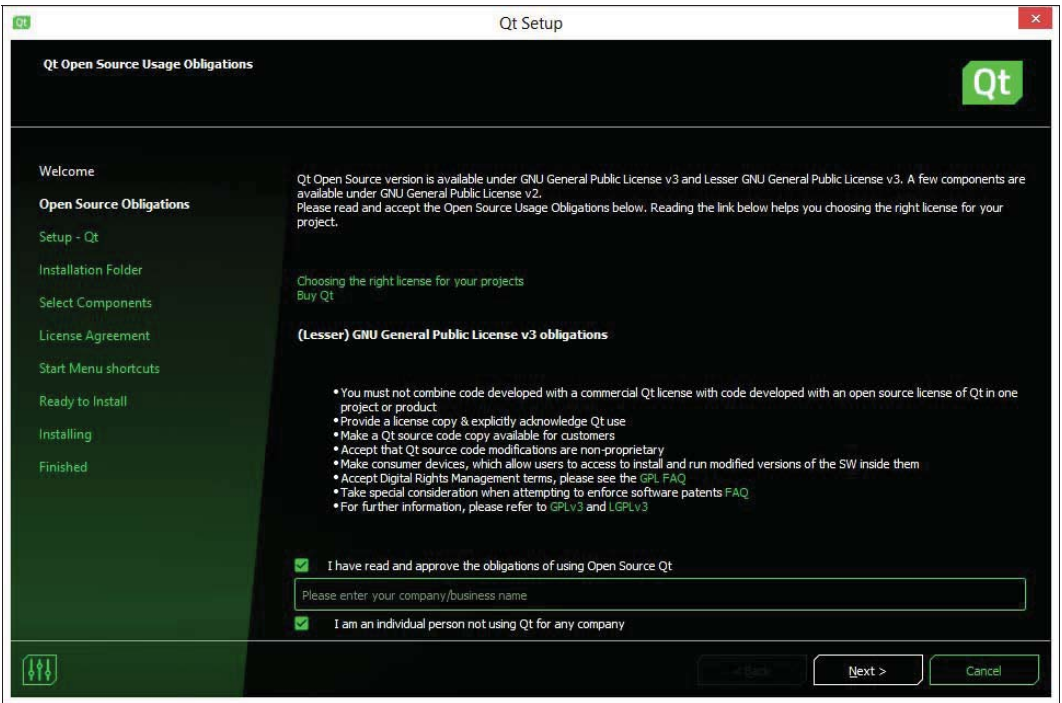 Qt
Qt Setup
Qt Open Source Usage Obligations
Qt
Welcome
Open Source Obligations
Setup - Qt
Installation Folder
Select Components
License Agreement
Start Menu shortcuts
Ready to Install
Installing
Finished
Qt Open Source version is available under GNU General Public License v3 and Lesser GNU General Public License v3. A few components are
available under GNU General Public License v2.
Please read and accept the Open Source Usage Obligations below. Reading the link below helps you choosing the right license for your
project.
Choosing the right license for your projects
Buy Qt
(Lesser) GNU General Public License v3 obligations
• You must not combine code developed with a commercial Qt license with code developed with an open source license of Qt in one
project or product
• Provide a license copy & explicitly acknowledge Qt use
• Make a Qt source code copy available for customers
• Accept that Qt source code modifications are non-proprietary
• Make consumer devices, which allow users to access to install and run modified versions of the SW inside them
• Accept Digital Rights Management terms, please see the GPL FAQ
• Take special consideration when attempting to enforce software patents FAQ
• For further information, please refer to GPLv3 and LGPLv3
I have read and approve the obligations of using Open Source Qt
Please enter your company/business name
I am an individual person not using Qt for any company
< Back
Next >
Cancel